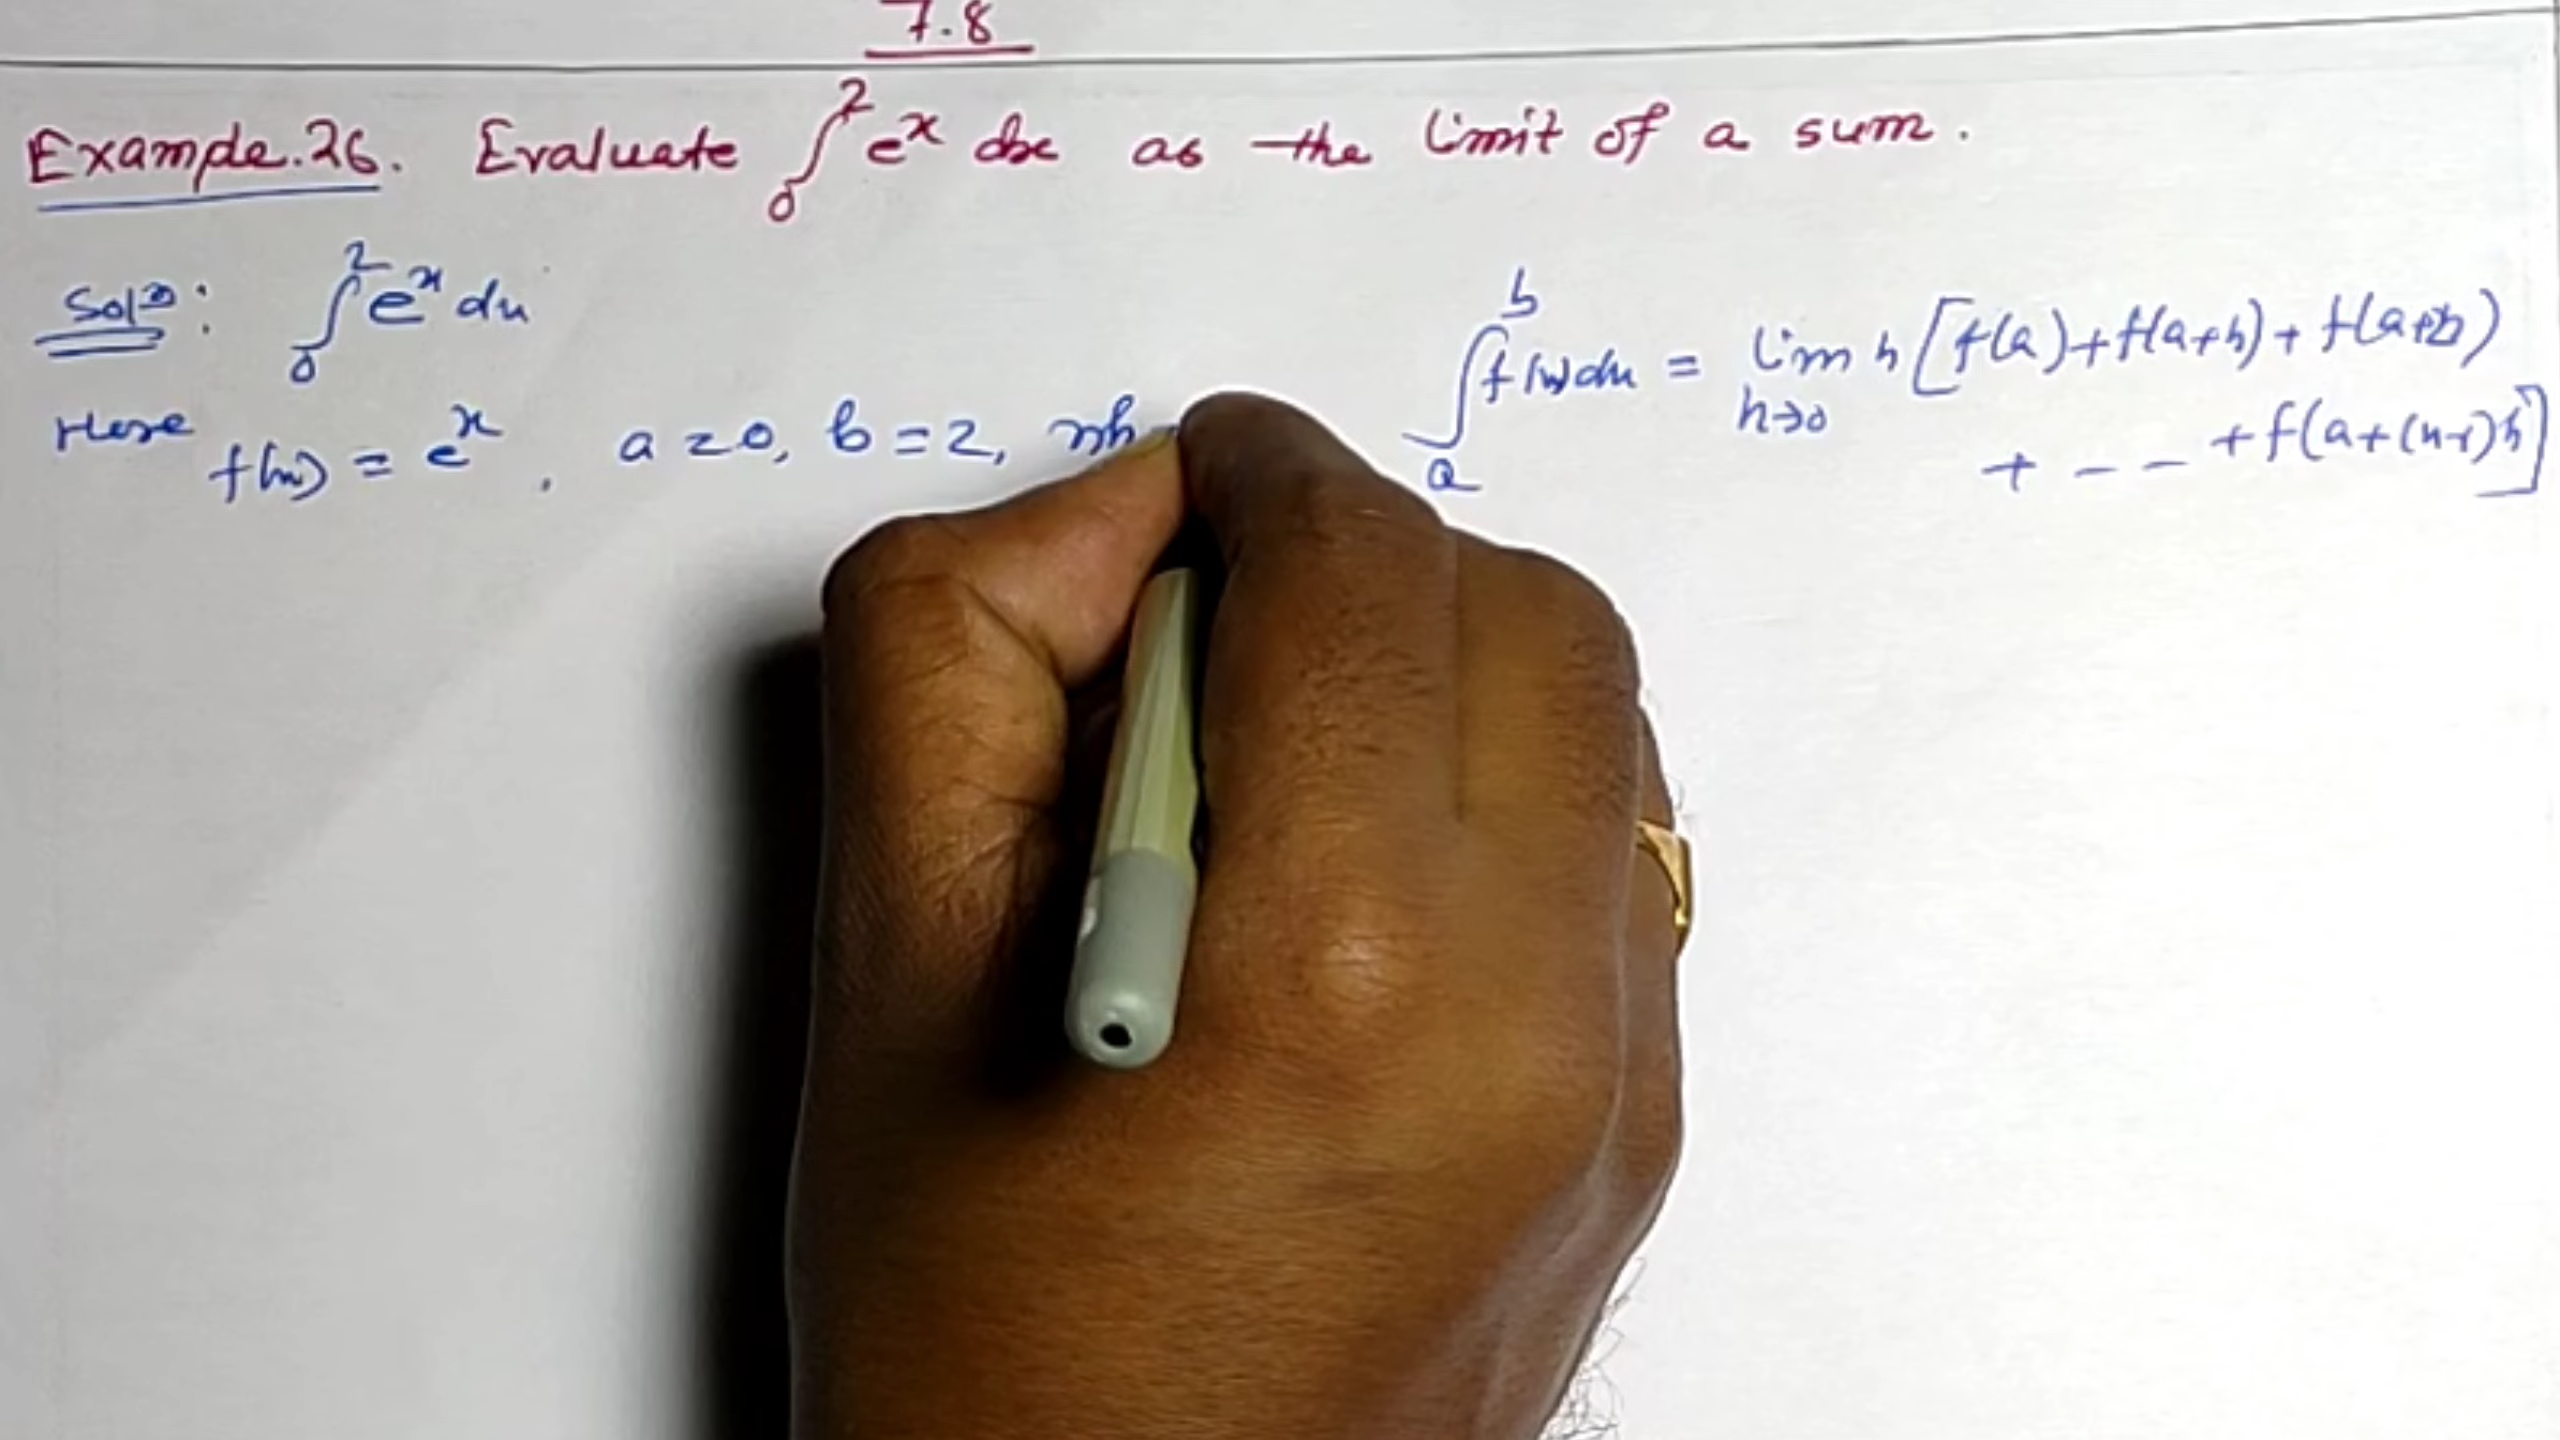 7.8
Example.26. Evaluate ∫₀² eˣ dx as the limit of a sum.
Solⁿ: ∫₀² eˣ dx
∫ₐᵇ f(x)dx = lim h→0 h [f(a)+f(a+h)+f(a+2h)
+ - - - +f(a+(n-1)h]
Here f(x) = eˣ, a=0, b=2, nh